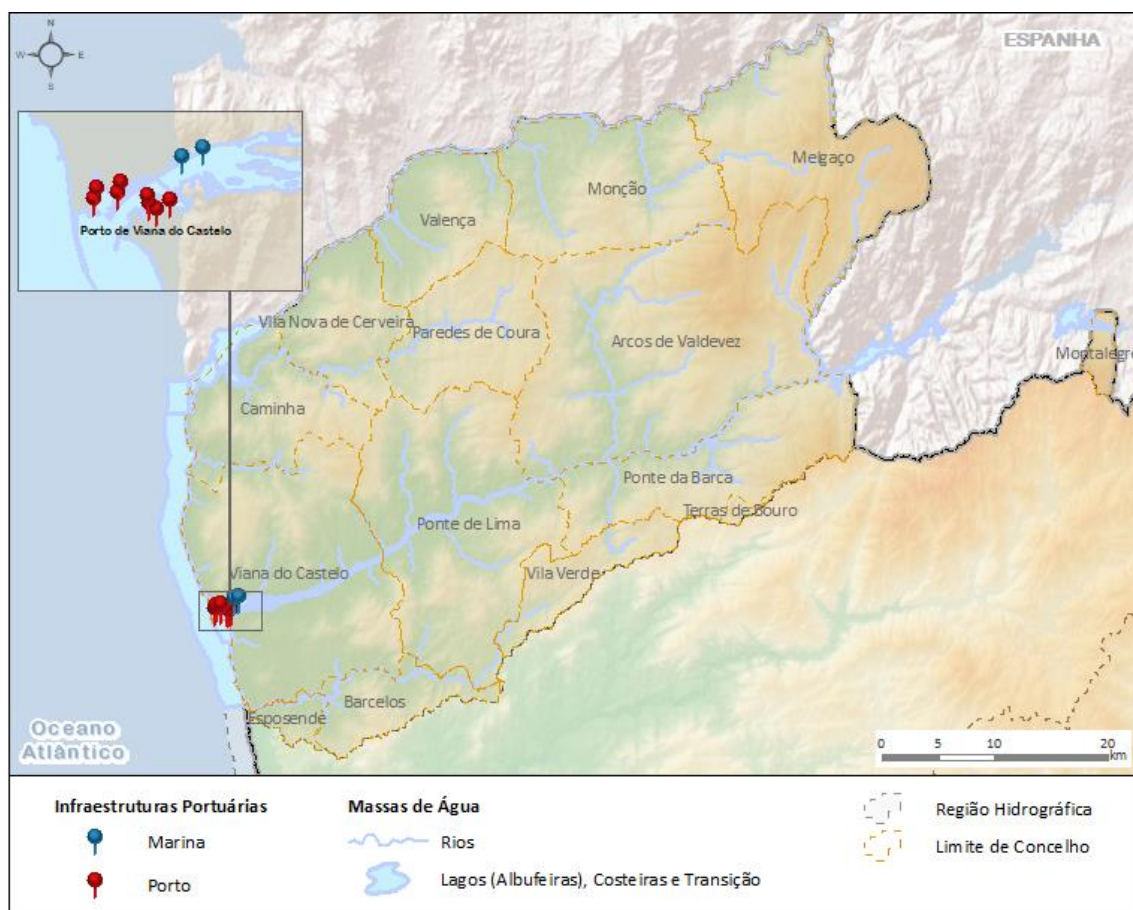 N
W E
S
ESPANHA
Porto de Viana do Castelo
Melgaço
Monção
Valença
Vila Nova de Cerveira
Paredes de Coura
Arcos de Valdevez
Montalegre
Caminha
Ponte da Barca
Terras de Bouro
Ponte de Lima
Viana do Castelo
Vila Verde
Barcelos
Esposende
Oceano
Atlântico
0 5 10 20
km
Infraestruturas Portuárias
Marina
Porto
Massas de Água
Rios
Lagos (Albufeiras), Costeiras e Transição
Região Hidrográfica
Limite de Concelho